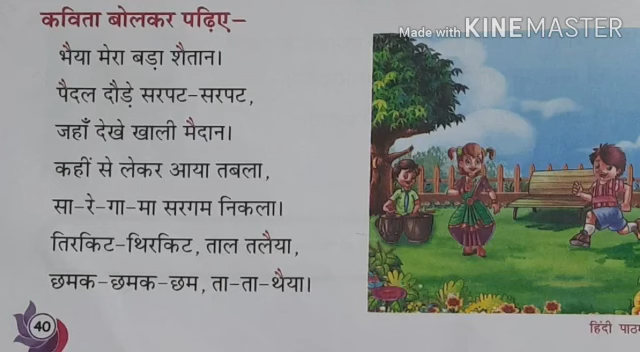 कविता बोलकर पढ़िए–
Made with KINEMASTER
भैया मेरा बड़ा शैतान।
पैदल दौड़े सरपट-सरपट,
जहाँ देखे खाली मैदान।
कहीं से लेकर आया तबला,
सा-रे-गा-मा सरगम निकला।
तिरकिट-थिरकिट, ताल तलैया,
छमक-छमक-छम, ता-ता-थैया।
40
हिंदी